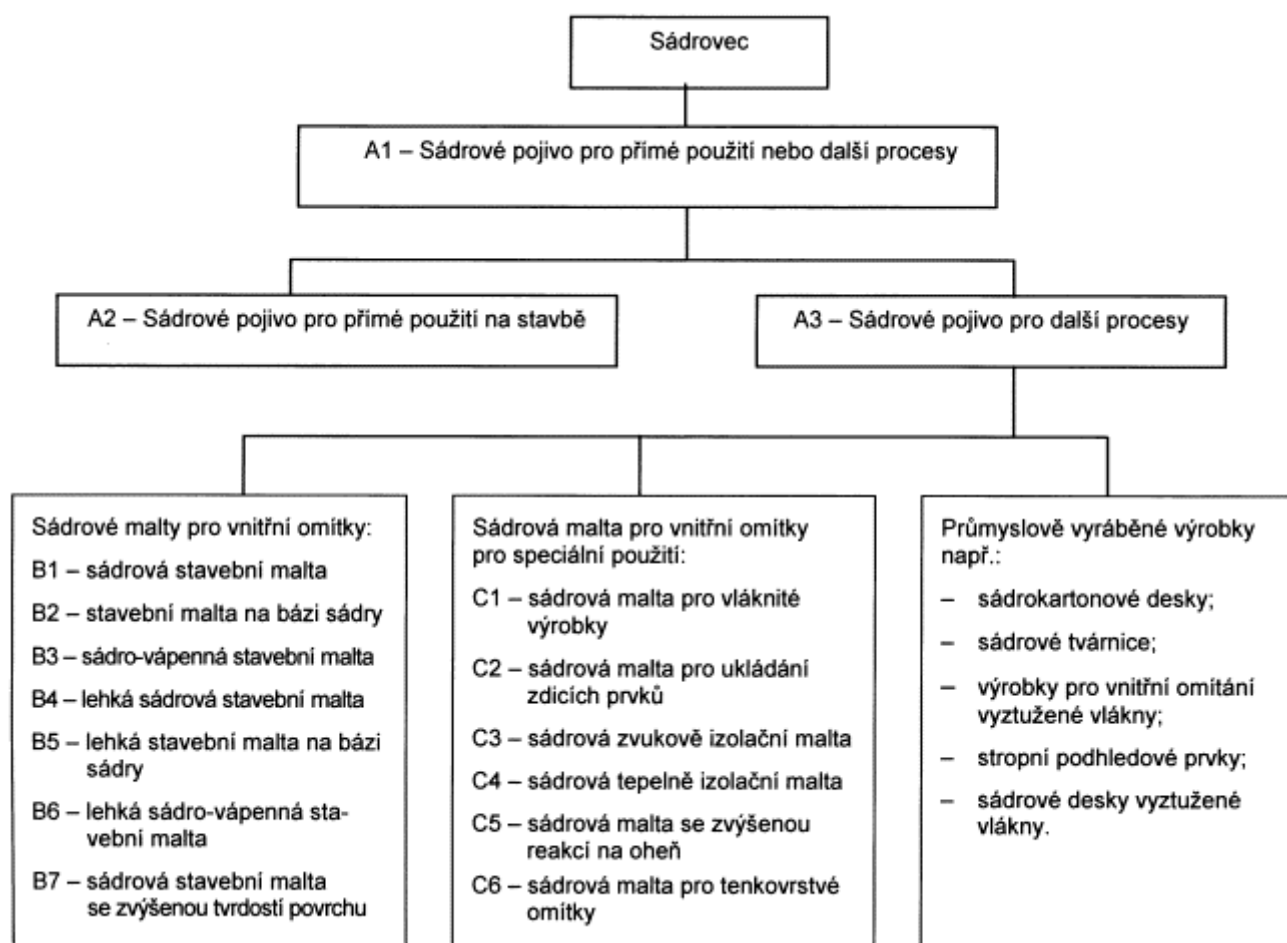 Sádrovec
A1 – Sádrové pojivo pro přímé použití nebo další procesy
A2 – Sádrové pojivo pro přímé použití na stavbě
A3 – Sádrové pojivo pro další procesy
Sádrové malty pro vnitřní omítky:
B1 – sádrová stavební malta
B2 – stavební malta na bázi sádry
B3 – sádro-vápenná stavební malta
B4 – lehká sádrová stavební malta
B5 – lehká stavební malta na bázi
sádry
B6 – lehká sádro-vápenná sta-
vební malta
B7 – sádrová stavební malta
se zvýšenou tvrdostí povrchu
Sádrová malta pro vnitřní omítky
pro speciální použití:
C1 – sádrová malta pro vláknité
výrobky
C2 – sádrová malta pro ukládání
zdicích prvků
C3 – sádrová zvukově izolační malta
C4 – sádrová tepelně izolační malta
C5 – sádrová malta se zvýšenou
reakcí na oheň
C6 – sádrová malta pro tenkovrstvé
omítky
Průmyslově vyráběné výrobky
např.:
– sádrokartonové desky;
– sádrové tvárnice;
– výrobky pro vnitřní omítání
vyztužené vlákny;
– stropní podhledové prvky;
– sádrové desky vyztužené
vlákny.